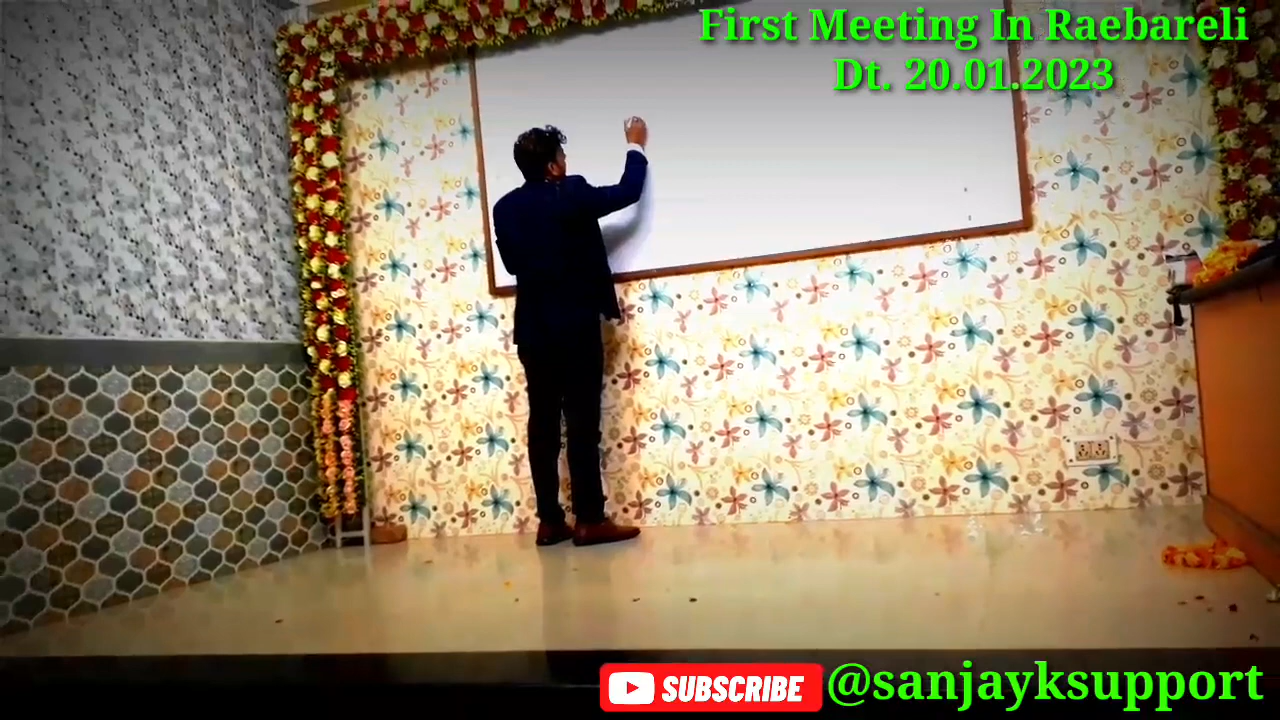 First Meeting In Raebareli
Dt. 20.01.2023
SUBSCRIBE
@sanjayksupport